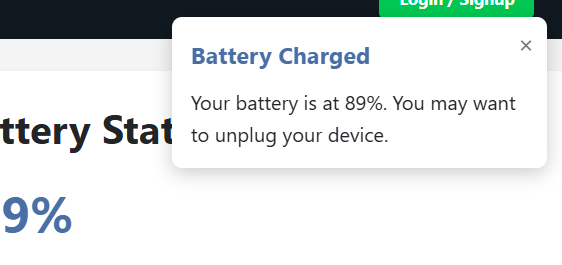 Login / Signup
Battery Charged
×
Your battery is at 89%. You may want
to unplug your device.
ttery Stat
9%